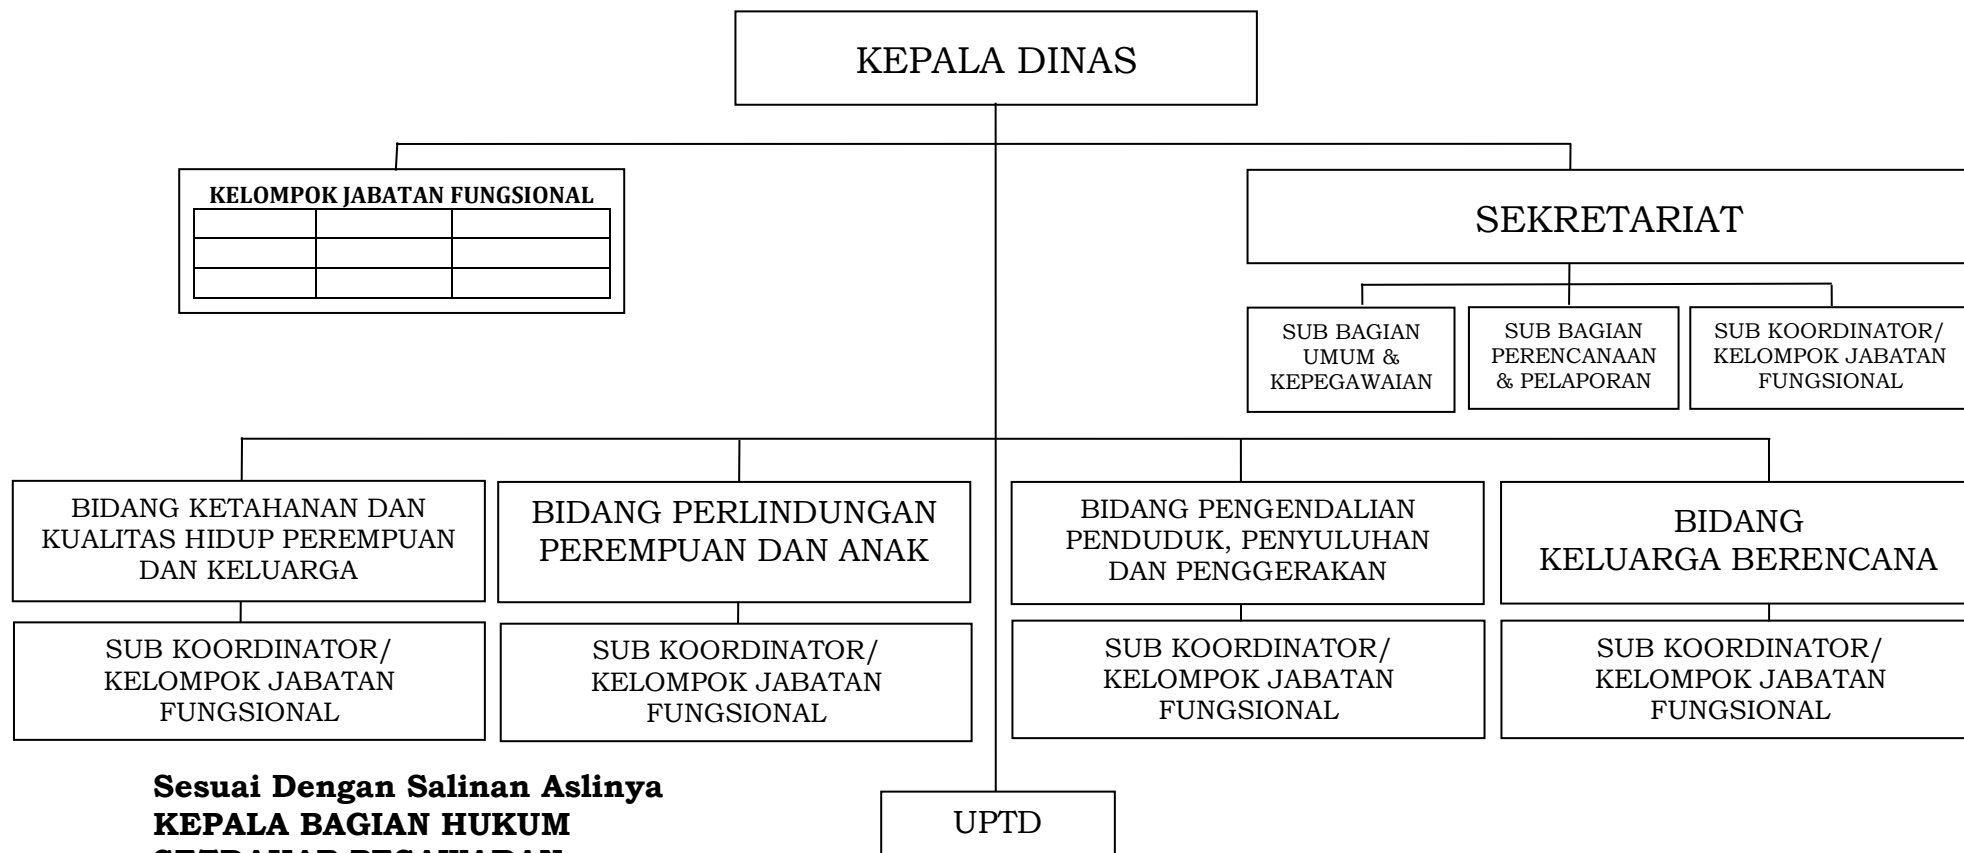 KEPALA DINAS
KELOMPOK JABATAN FUNGSIONAL
SEKRETARIAT
SUB BAGIAN
UMUM &
KEPEGAWAIAN
SUB BAGIAN
PERENCANAAN
& PELAPORAN
SUB KOORDINATOR/
KELOMPOK JABATAN
FUNGSIONAL
BIDANG KETAHANAN DAN
KUALITAS HIDUP PEREMPUAN
DAN KELUARGA
BIDANG PERLINDUNGAN
PEREMPUAN DAN ANAK
BIDANG PENGENDALIAN
PENDUDUK, PENYULUHAN
DAN PENGGERAKAN
BIDANG
KELUARGA BERENCANA
SUB KOORDINATOR/
KELOMPOK JABATAN
FUNGSIONAL
SUB KOORDINATOR/
KELOMPOK JABATAN
FUNGSIONAL
SUB KOORDINATOR/
KELOMPOK JABATAN
FUNGSIONAL
SUB KOORDINATOR/
KELOMPOK JABATAN
FUNGSIONAL
Sesuai Dengan Salinan Aslinya
KEPALA BAGIAN HUKUM
UPTD